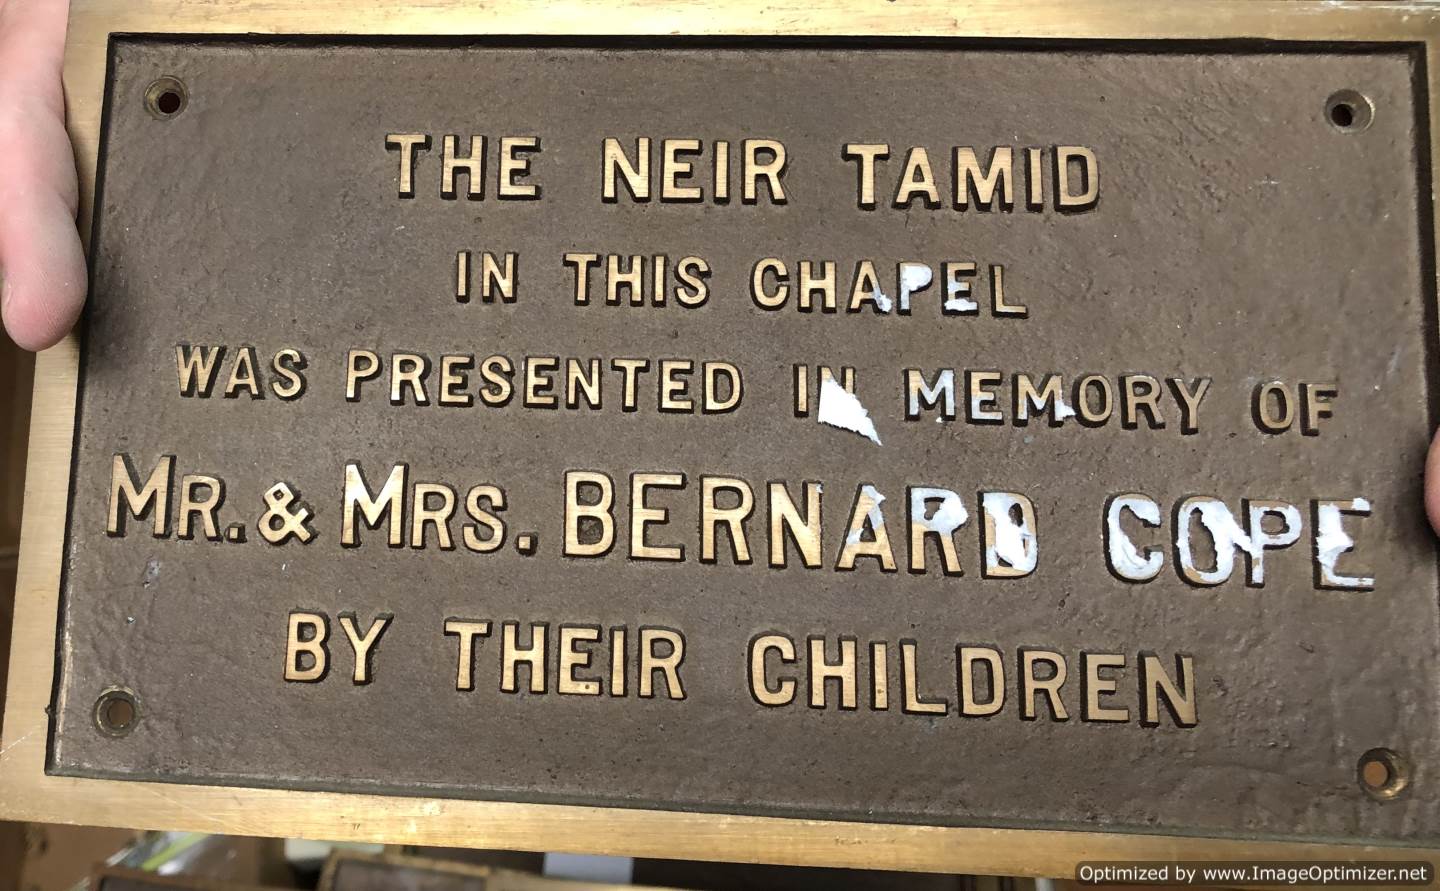 THE NEIR TAMID
IN THIS CHAPEL
WAS PRESENTED IN MEMORY OF
MR. & MRS. BERNARD COPE
BY THEIR CHILDREN
Optimized by www.ImageOptimizer.net